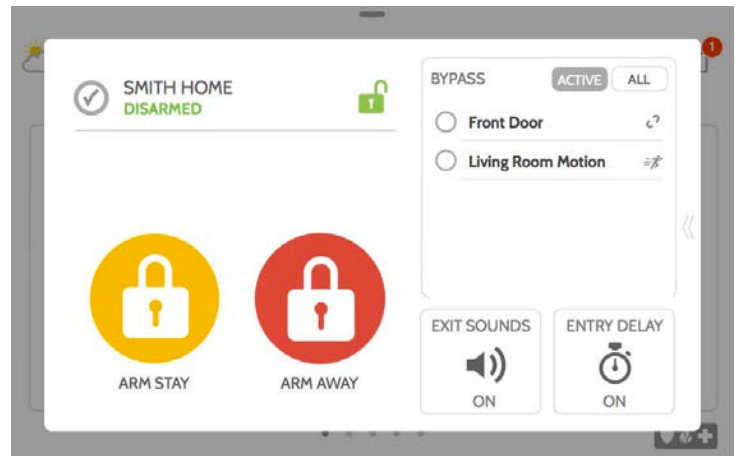 1
SMITH HOME
DISARMED
BYPASS
ACTIVE
ALL
Front Door
Living Room Motion
ARM STAY
ARM AWAY
EXIT SOUNDS
ON
ENTRY DELAY
ON